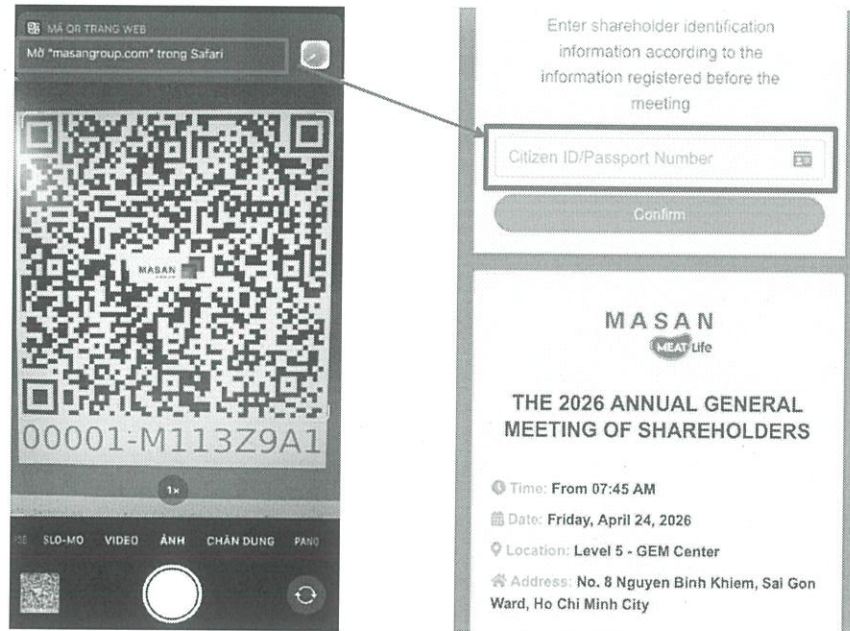 MÃ QR TRANG WEB
Mở "masangroup.com" trong Safari
MASAN
00001-M113Z9A1
1×
SLO-MO VIDEO ẢNH CHÂN DUNG PANO
Enter shareholder identification
information according to the
information registered before the
meeting
Citizen ID/Passport Number
Confirm
MASAN
MEATLife
THE 2026 ANNUAL GENERAL
MEETING OF SHAREHOLDERS
Time: From 07:45 AM
Date: Friday, April 24, 2026
Location: Level 5 - GEM Center
Address: No. 8 Nguyen Binh Khiem, Sai Gon
Ward, Ho Chi Minh City